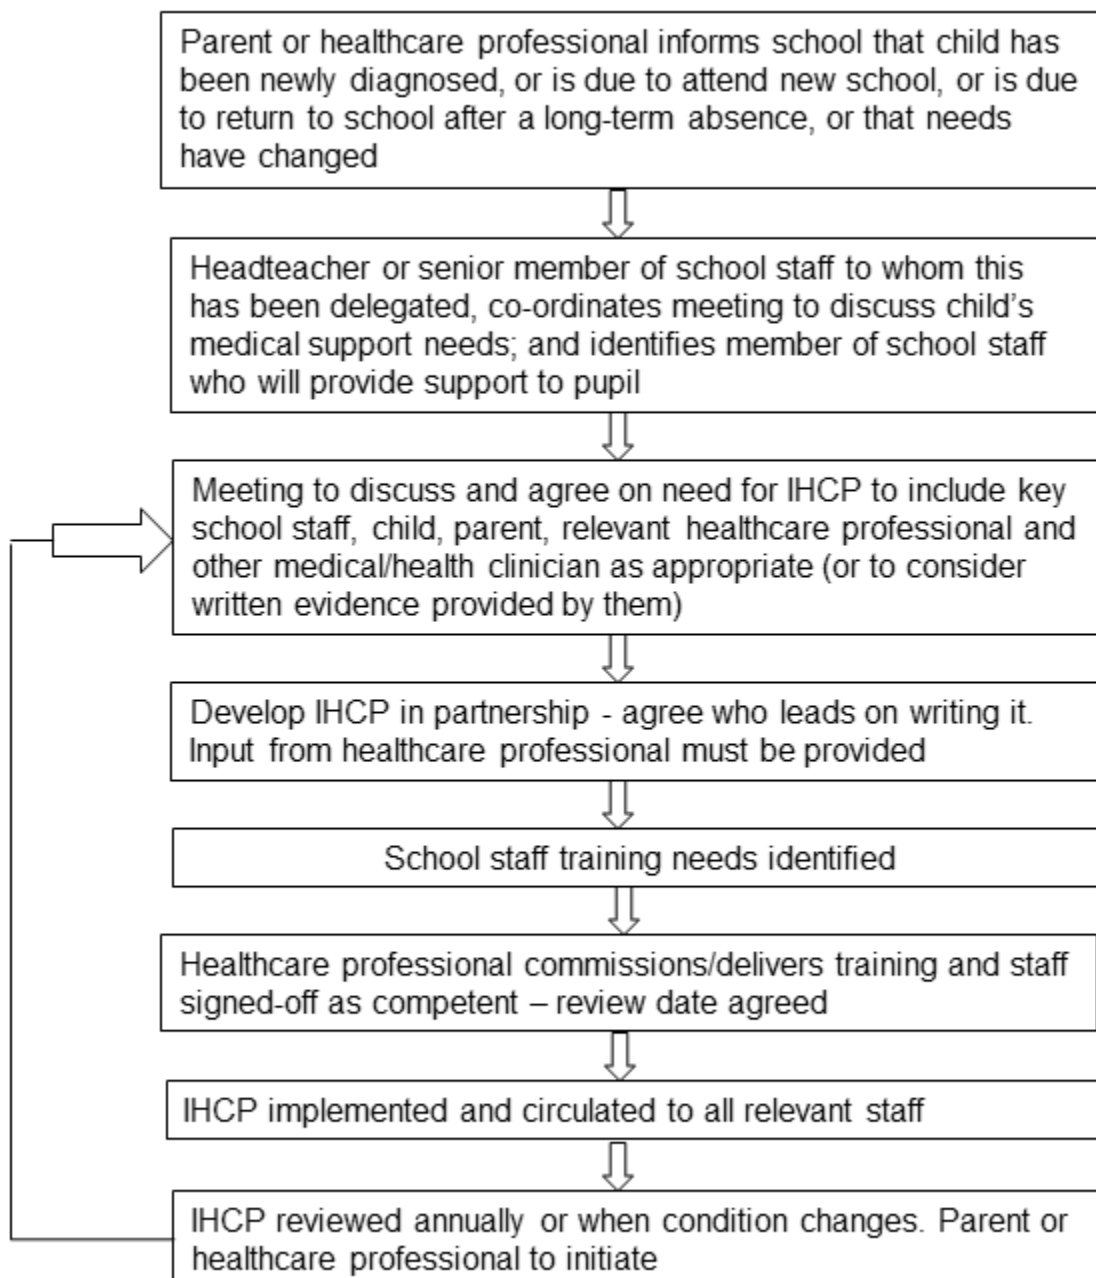 Parent or healthcare professional informs school that child has
been newly diagnosed, or is due to attend new school, or is due
to return to school after a long-term absence, or that needs
have changed
Headteacher or senior member of school staff to whom this
has been delegated, co-ordinates meeting to discuss child's
medical support needs; and identifies member of school staff
who will provide support to pupil
Meeting to discuss and agree on need for IHCP to include key
school staff, child, parent, relevant healthcare professional and
other medical/health clinician as appropriate (or to consider
written evidence provided by them)
Develop IHCP in partnership - agree who leads on writing it.
Input from healthcare professional must be provided
School staff training needs identified
Healthcare professional commissions/delivers training and staff
signed-off as competent – review date agreed
IHCP implemented and circulated to all relevant staff
IHCP reviewed annually or when condition changes. Parent or
healthcare professional to initiate